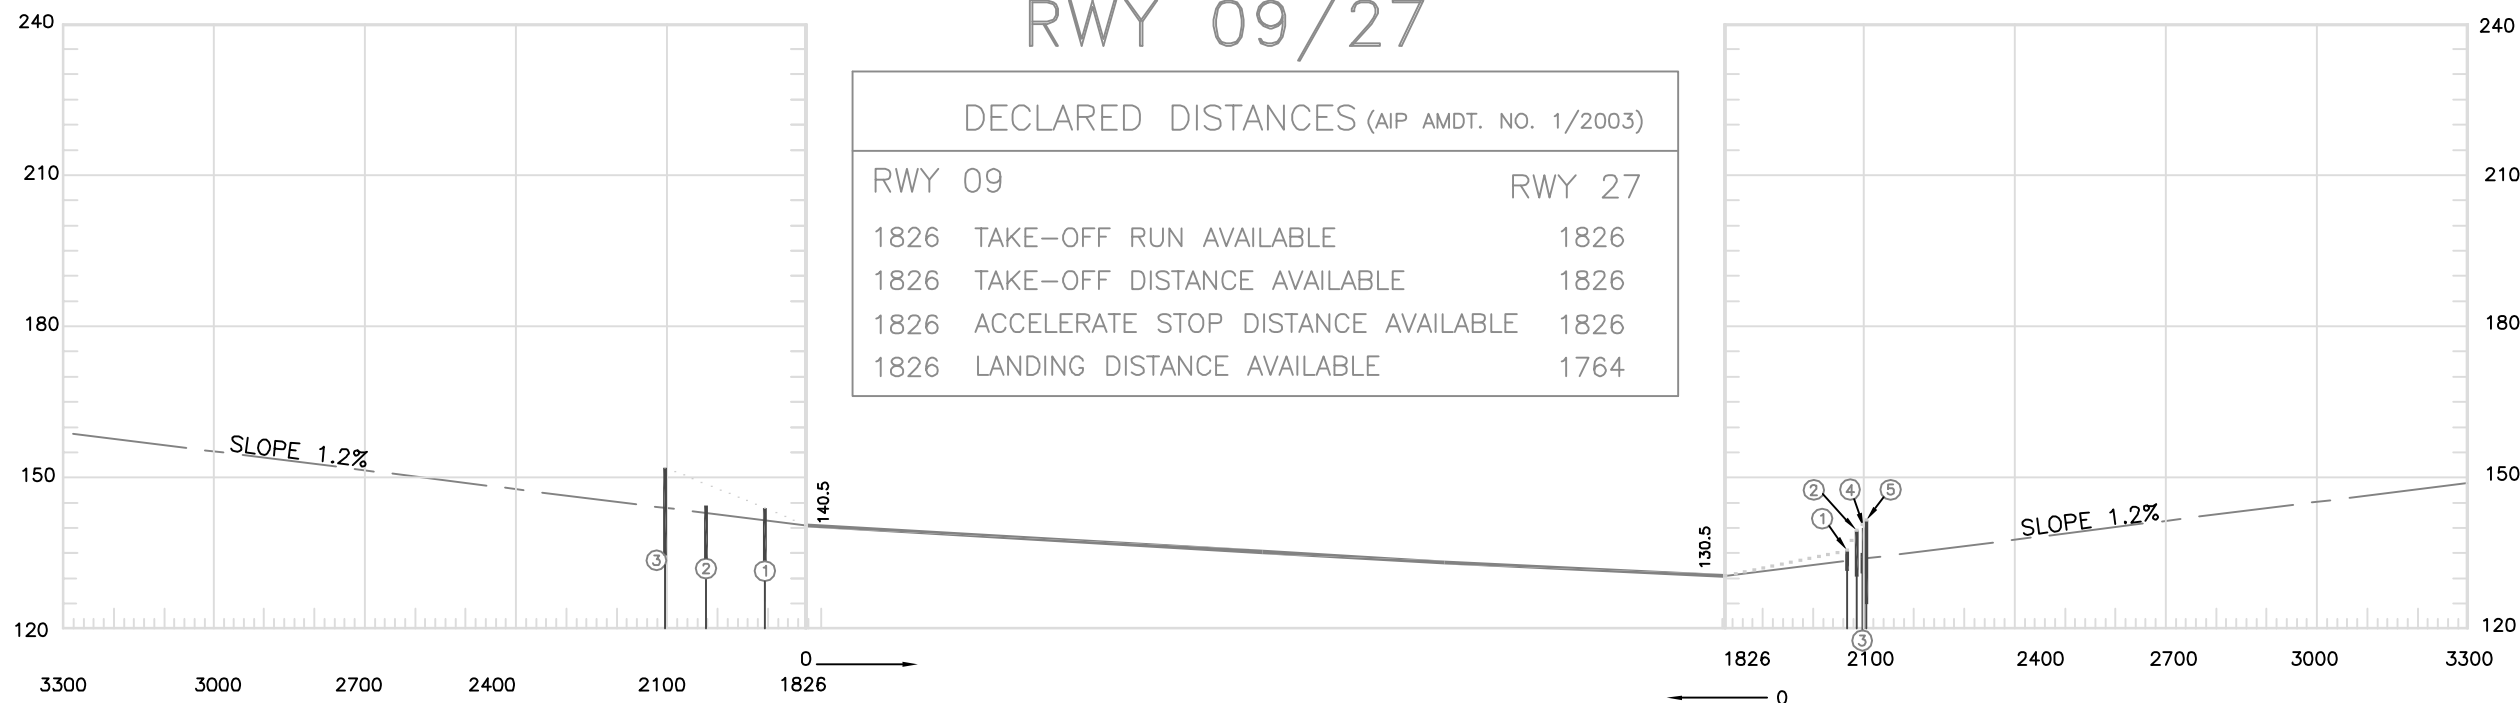 RWY 09/27
240
210
180
150
120
SLOPE 1.2%
3
2
1
140.5
3300 3000 2700 2400 2100 1826
0
DECLARED DISTANCES (AIP AMDT. NO. 1/2003)
RWY 09 RWY 27
1826 TAKE-OFF RUN AVAILABLE 1826
1826 TAKE-OFF DISTANCE AVAILABLE 1826
1826 ACCELERATE STOP DISTANCE AVAILABLE 1826
1826 LANDING DISTANCE AVAILABLE 1764
130.5
2 4 5
1
3
SLOPE 1.2%
240
210
180
150
120
1826 2100 2400 2700 3000 3300
0